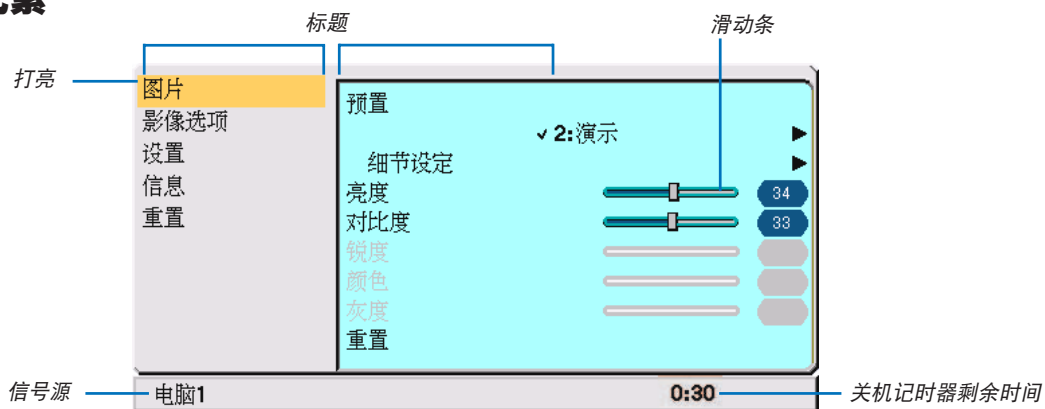 标题
滑动条
打亮
图片
影像选项
设置
信息
重置
预置
✓ 2:演示
细节设定
亮度 34
对比度 33
锐度
颜色
灰度
重置
信号源
电脑1
0:30
关机记时器剩余时间